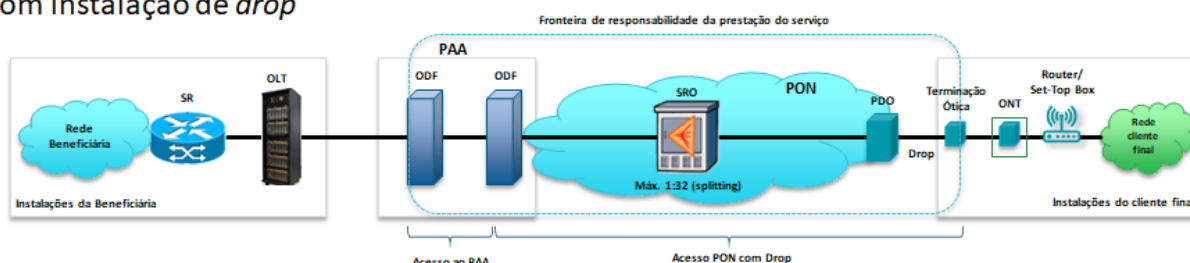 om instalação de drop
Fronteira de responsabilidade da prestação do serviço
PAA
ODF
ODF
OLT
SR
Rede
Beneficiária
Instalações da Beneficiária
SRO
PON
Máx. 1:32 (splitting)
PDO
Drop
Terminação
Ótica
ONT
Router/
Set-Top Box
Rede
cliente
final
Instalações do cliente fina
Acesso ao PAA
Acesso PON com Drop